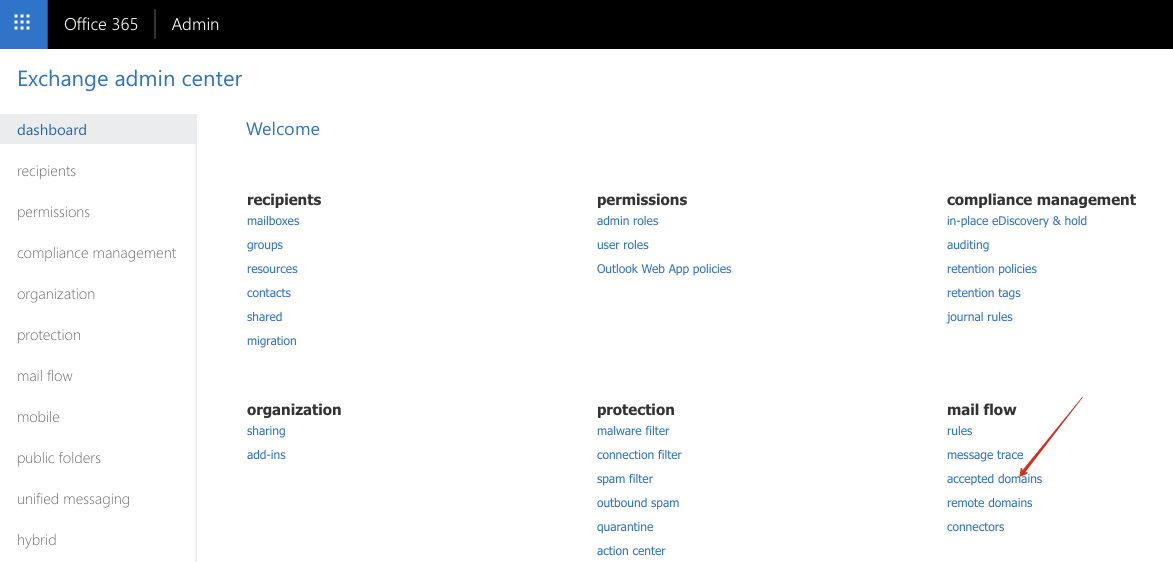 Office 365 Admin
Exchange admin center
dashboard
recipients
permissions
compliance management
organization
protection
mail flow
mobile
public folders
unified messaging
hybrid
Welcome
recipients
mailboxes
groups
resources
contacts
shared
migration
permissions
admin roles
user roles
Outlook Web App policies
compliance management
in-place eDiscovery & hold
auditing
retention policies
retention tags
journal rules
organization
sharing
add-ins
protection
malware filter
connection filter
spam filter
outbound spam
quarantine
action center
mail flow
rules
message trace
accepted domains
remote domains
connectors